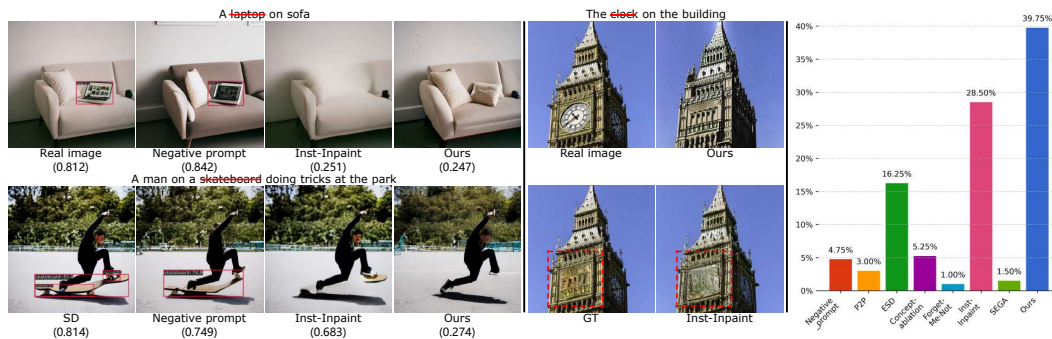 A laptop on sofa
Real image
(0.812)
Negative prompt
(0.842)
Inst-Inpaint
(0.251)
Ours
(0.247)
A man on a skateboard doing tricks at the park
SD
(0.814)
Negative prompt
(0.749)
Inst-Inpaint
(0.683)
Ours
(0.274)
The clock on the building
Real image
Ours
GT
Inst-Inpaint
40%
35%
30%
25%
20%
15%
10%
5%
0%
4.75%
3.00%
16.25%
5.25%
1.00%
28.50%
1.50%
39.75%
Negative
_prompt
P2P
ESD
Concept-
ablation
Forget-
Me-Not
Inst-
Inpaint
SEGA
Ours